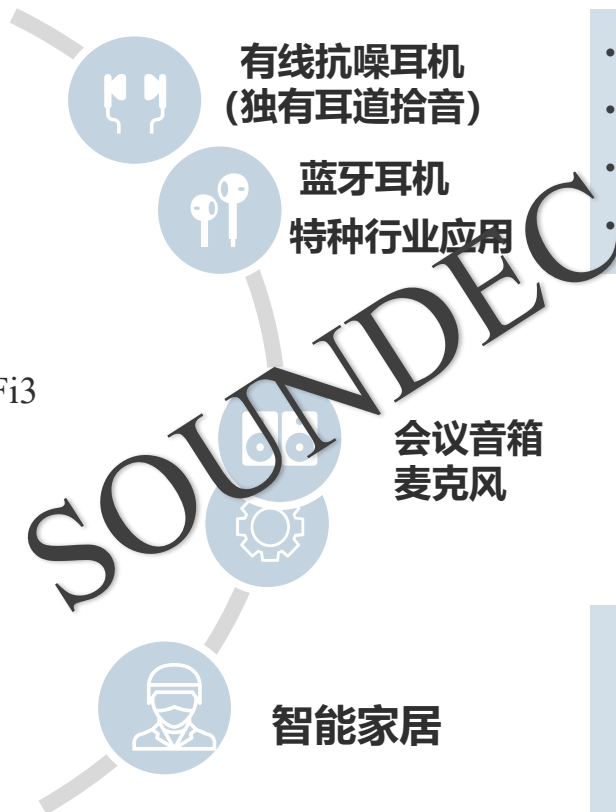 有线抗噪耳机
(独有耳道拾音)
蓝牙耳机
特种行业应用
Fi3
会议音箱
麦克风
SOUNDEC
智能家居